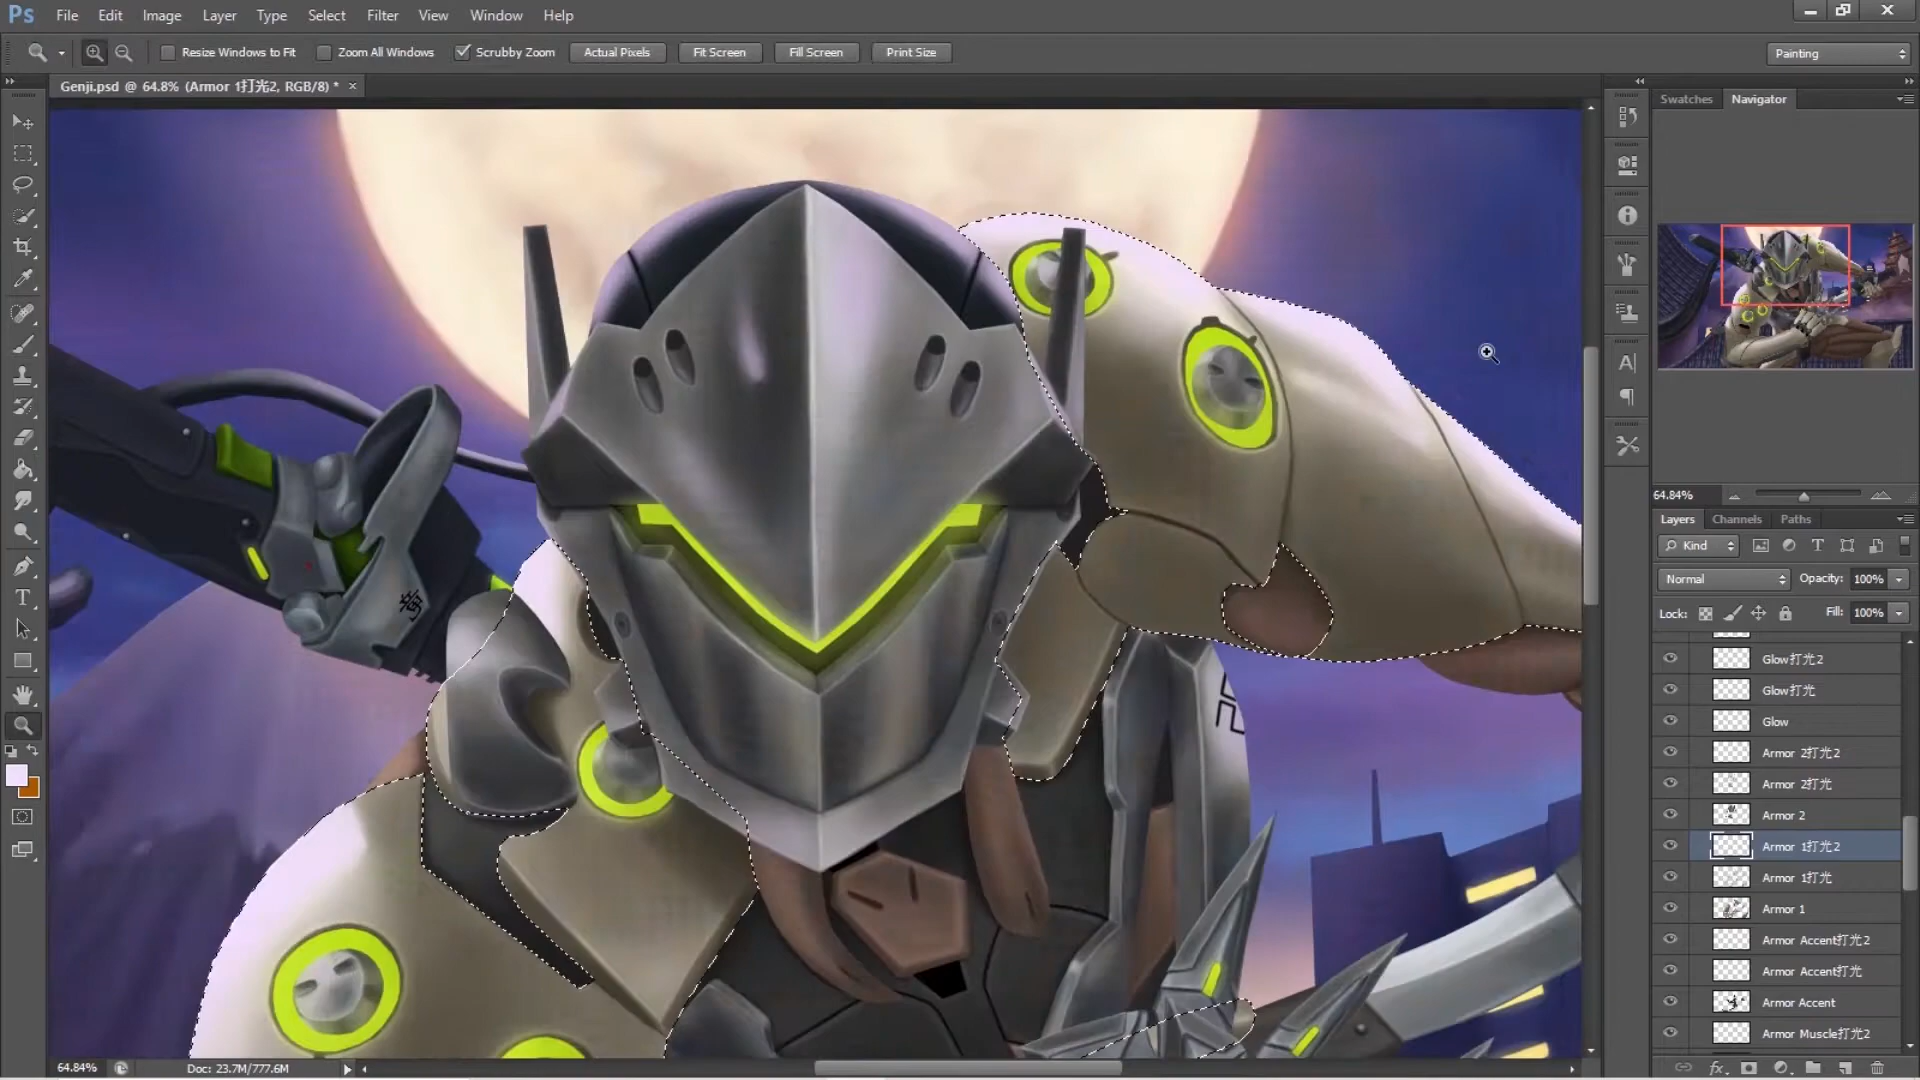 Ps File Edit Image Layer Type Select Filter View Window Help
Resize Windows to Fit Zoom All Windows Scrubby Zoom Actual Pixels Fit Screen Fill Screen Print Size Painting
Genji.psd @ 64.8% (Armor 1打光2, RGB/8) * ×
Swatches Navigator
64.84%
Layers Channels Paths
Kind
Normal Opacity: 100%
Lock: Fill: 100%
Glow打光2
Glow打光
Glow
Armor 2打光2
Armor 2打光
Armor 2
Armor 1打光2
Armor 1打光
Armor 1
Armor Accent打光2
Armor Accent打光
Armor Accent
Armor Muscle打光2
64.84% Doc: 23.7M/777.6M